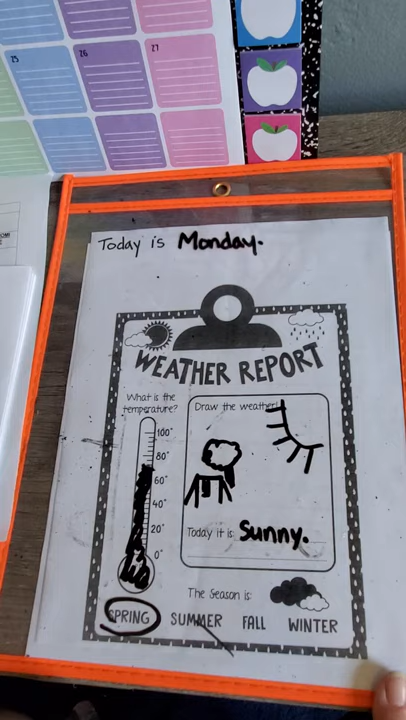 25
26
27
Today is Monday.
WEATHER REPORT
What is the
temperature?
Draw the weather!
100°
80°
60°
40°
20°
0°
Today it is Sunny.
The Season is:
SPRING SUMMER FALL WINTER